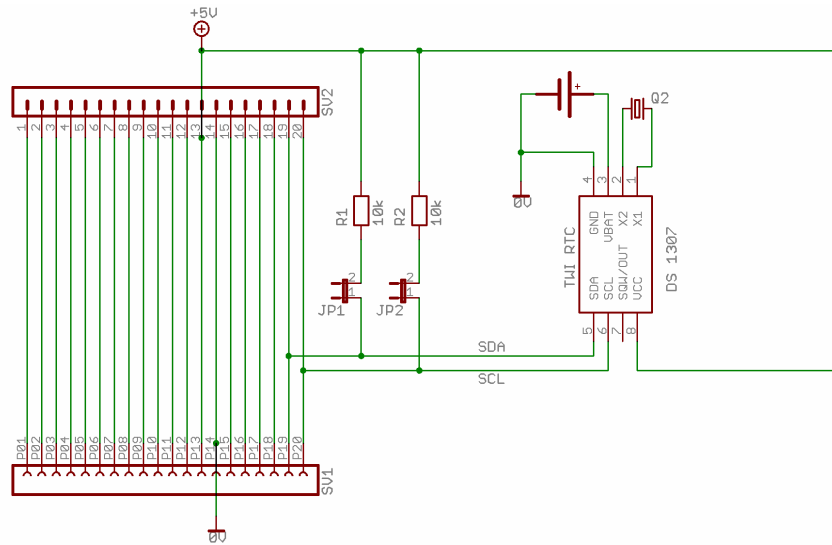 +5V
SV2
1 2 3 4 5 6 7 8 9 10 11 12 13 14 15 16 17 18 19 20
R1
10k
R2
10k
JP1
2
1
JP2
2
1
Q2
0V
4 3 2 1
GND VBAT X2 X1
TWI RTC
DS 1307
SDA SCL SQW/OUT VCC
5 6 7 8
SDA
SCL
P01 P02 P03 P04 P05 P06 P07 P08 P09 P10 P11 P12 P13 P14 P15 P16 P17 P18 P19 P20
SV1
0V